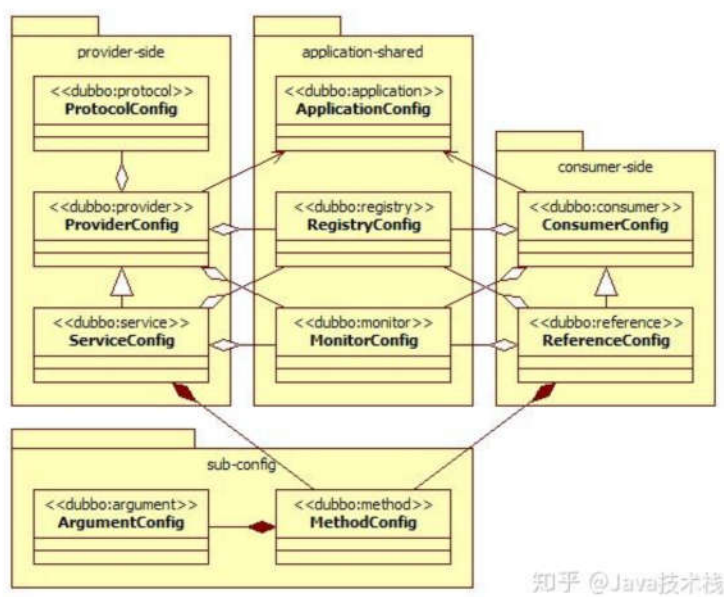 provider-side
<<dubbo:protocol>>
ProtocolConfig
<<dubbo:provider>>
ProviderConfig
<<dubbo:service>>
ServiceConfig
application-shared
<<dubbo:application>>
ApplicationConfig
<<dubbo:registry>>
RegistryConfig
<<dubbo:monitor>>
MonitorConfig
consumer-side
<<dubbo:consumer>>
ConsumerConfig
<<dubbo:reference>>
ReferenceConfig
sub-config
<<dubbo:argument>>
ArgumentConfig
<<dubbo:method>>
MethodConfig
知乎 @Java技术栈